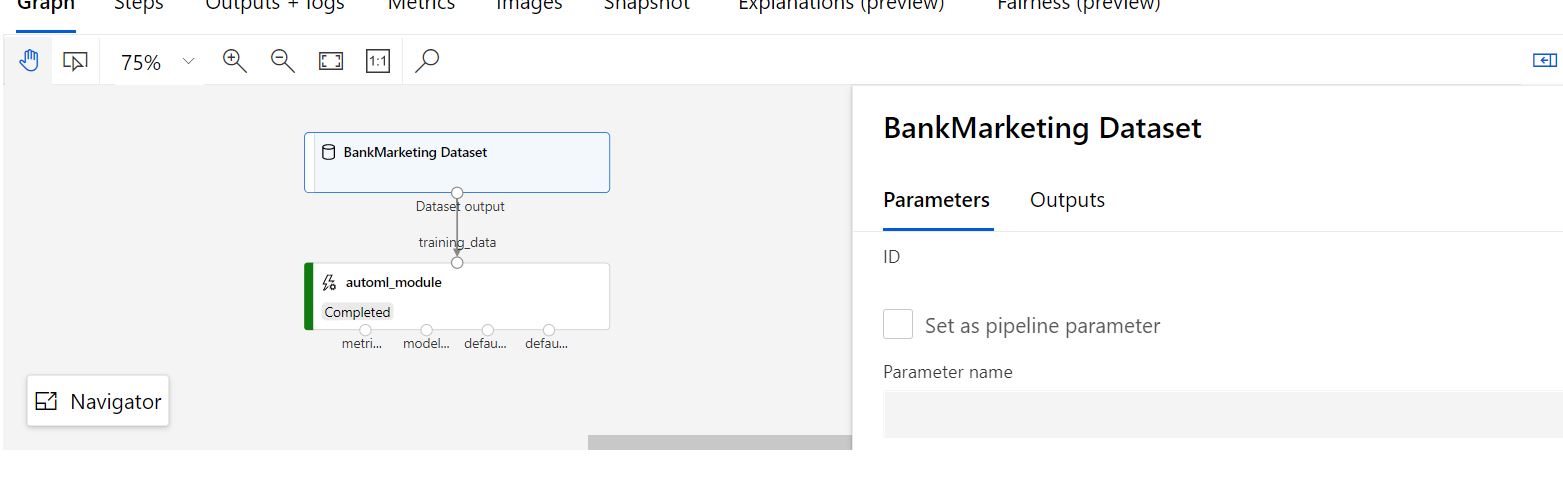 Graph Steps Outputs + logs Metrics Images Snapshot Explanations (preview) Fairness (preview)
75%
1:1
BankMarketing Dataset
Dataset output
training_data
automl_module
Completed
metri... model... defau... defau...
Navigator
BankMarketing Dataset
Parameters Outputs
ID
Set as pipeline parameter
Parameter name